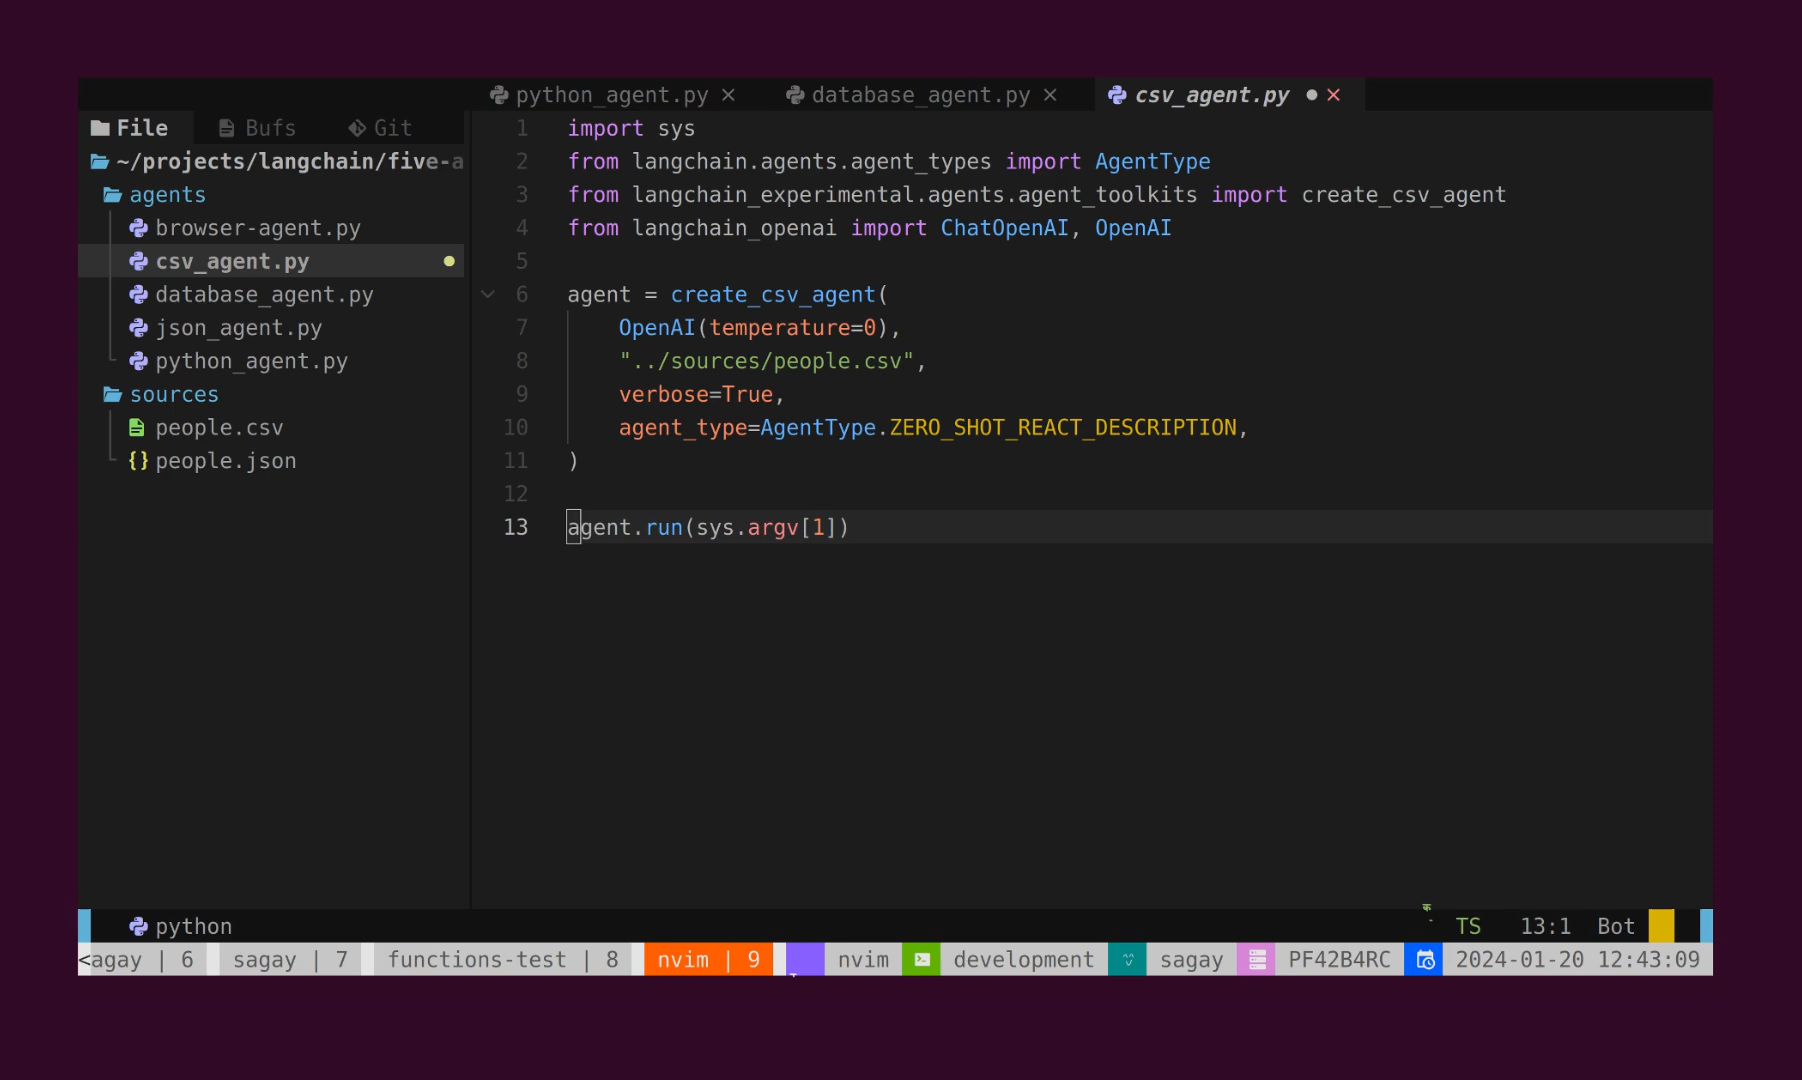 python_agent.py × database_agent.py × csv_agent.py ● ×
File Bufs Git
~/projects/langchain/five-a
agents
browser-agent.py
csv_agent.py ●
database_agent.py
json_agent.py
python_agent.py
sources
people.csv
{} people.json
1 import sys
2 from langchain.agents.agent_types import AgentType
3 from langchain_experimental.agents.agent_toolkits import create_csv_agent
4 from langchain_openai import ChatOpenAI, OpenAI
5
6 agent = create_csv_agent(
7 OpenAI(temperature=0),
8 "../sources/people.csv",
9 verbose=True,
10 agent_type=AgentType.ZERO_SHOT_REACT_DESCRIPTION,
11 )
12
13 agent.run(sys.argv[1])
python TS 13:1 Bot
<agay | 6 sagay | 7 functions-test | 8 nvim | 9 nvim development sagay PF42B4RC 2024-01-20 12:43:09